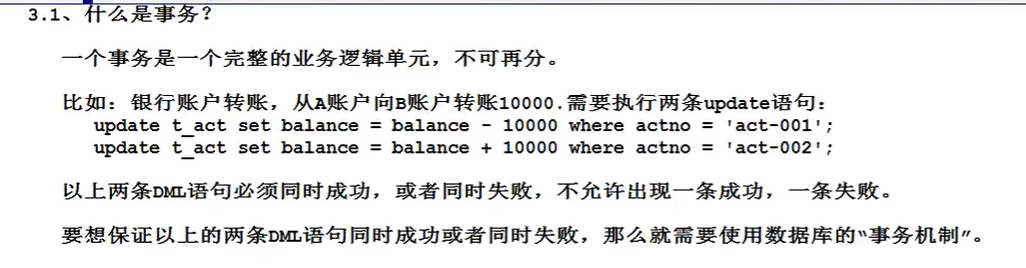 3.1、什么是事务？
一个事务是一个完整的业务逻辑单元，不可再分。
比如：银行账户转账，从A账户向B账户转账10000.需要执行两条update语句：
update t_act set balance = balance - 10000 where actno = 'act-001';
update t_act set balance = balance + 10000 where actno = 'act-002';
以上两条DML语句必须同时成功，或者同时失败，不允许出现一条成功，一条失败。
要想保证以上的两条DML语句同时成功或者同时失败，那么就需要使用数据库的“事务机制”。